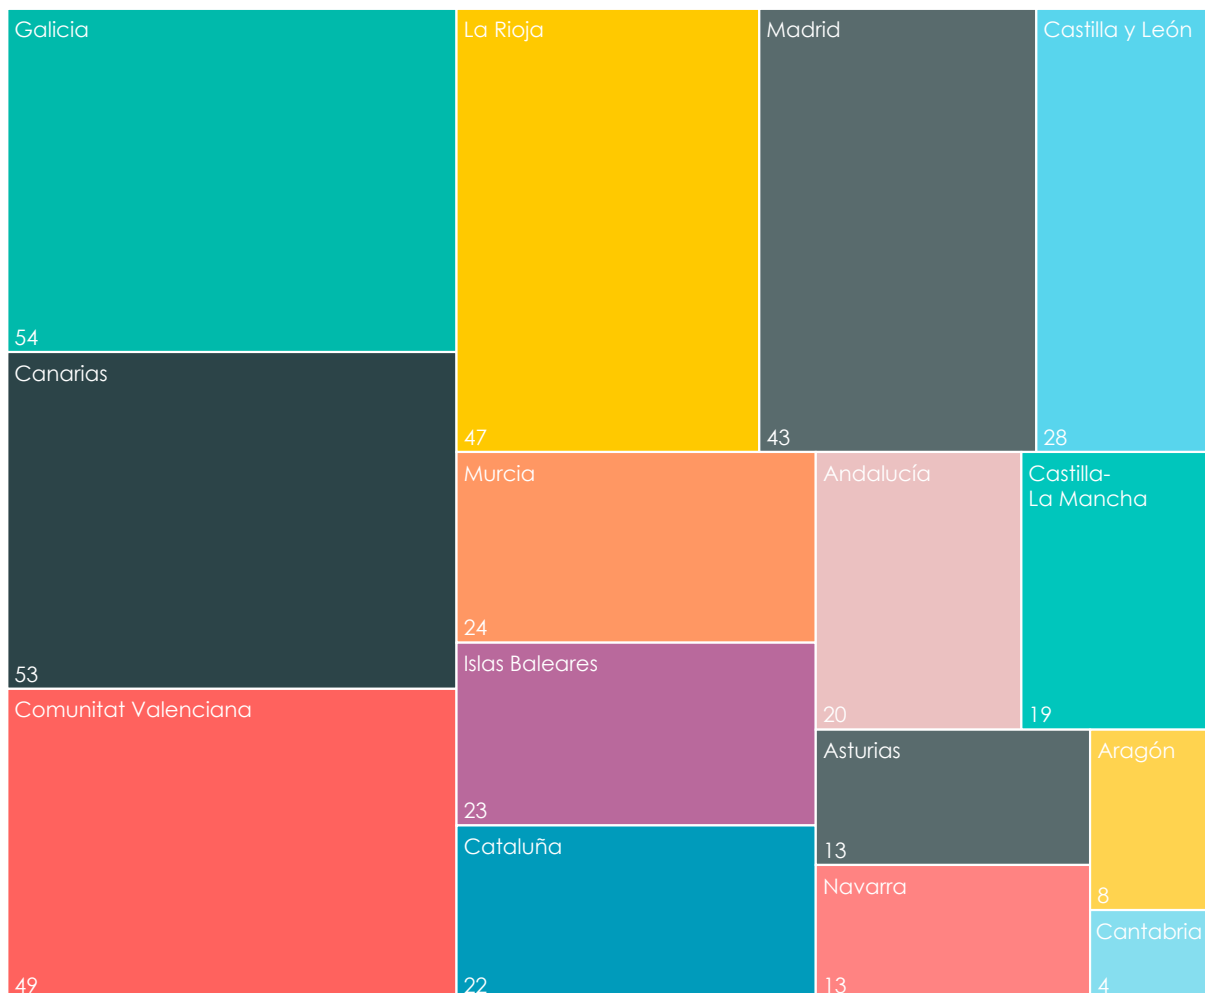 Galicia
54
Canarias
53
Comunitat Valenciana
49
La Rioja
47
Madrid
43
Castilla y León
28
Murcia
24
Islas Baleares
23
Cataluña
22
Andalucía
20
Castilla-
La Mancha
19
Asturias
13
Navarra
13
Aragón
8
Cantabria
4